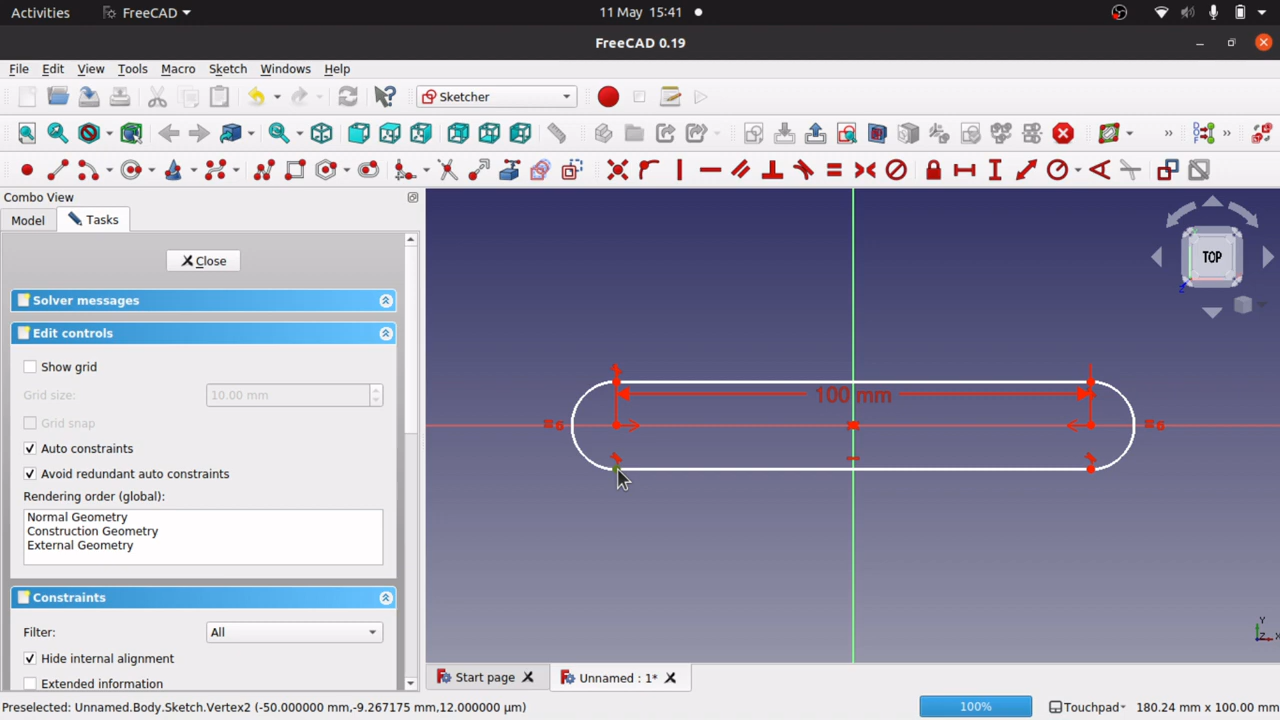 Activities
FreeCAD
11 May 15:41
FreeCAD 0.19
File Edit View Tools Macro Sketch Windows Help
Sketcher
Combo View
Model
Tasks
Close
Solver messages
Edit controls
Show grid
Grid size:
10.00 mm
Grid snap
Auto constraints
Avoid redundant auto constraints
Rendering order (global):
Normal Geometry
Construction Geometry
External Geometry
Constraints
Filter:
All
Hide internal alignment
Extended information
TOP
100 mm
6
6
Y
Z
X
Z
Start page
Unnamed : 1*
Preselected: Unnamed.Body.Sketch.Vertex2 (-50.000000 mm,-9.267175 mm,12.000000 µm)
100%
Touchpad
180.24 mm x 100.00 mm